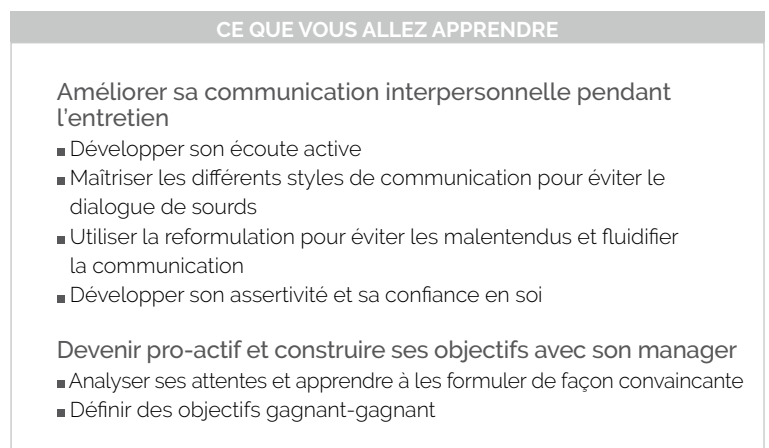 CE QUE VOUS ALLEZ APPRENDRE
Améliorer sa communication interpersonnelle pendant
l'entretien
■ Développer son écoute active
■ Maîtriser les différents styles de communication pour éviter le
dialogue de sourds
■ Utiliser la reformulation pour éviter les malentendus et fluidifier
la communication
■ Développer son assertivité et sa confiance en soi
Devenir pro-actif et construire ses objectifs avec son manager
■ Analyser ses attentes et apprendre à les formuler de façon convaincante
■ Définir des objectifs gagnant-gagnant